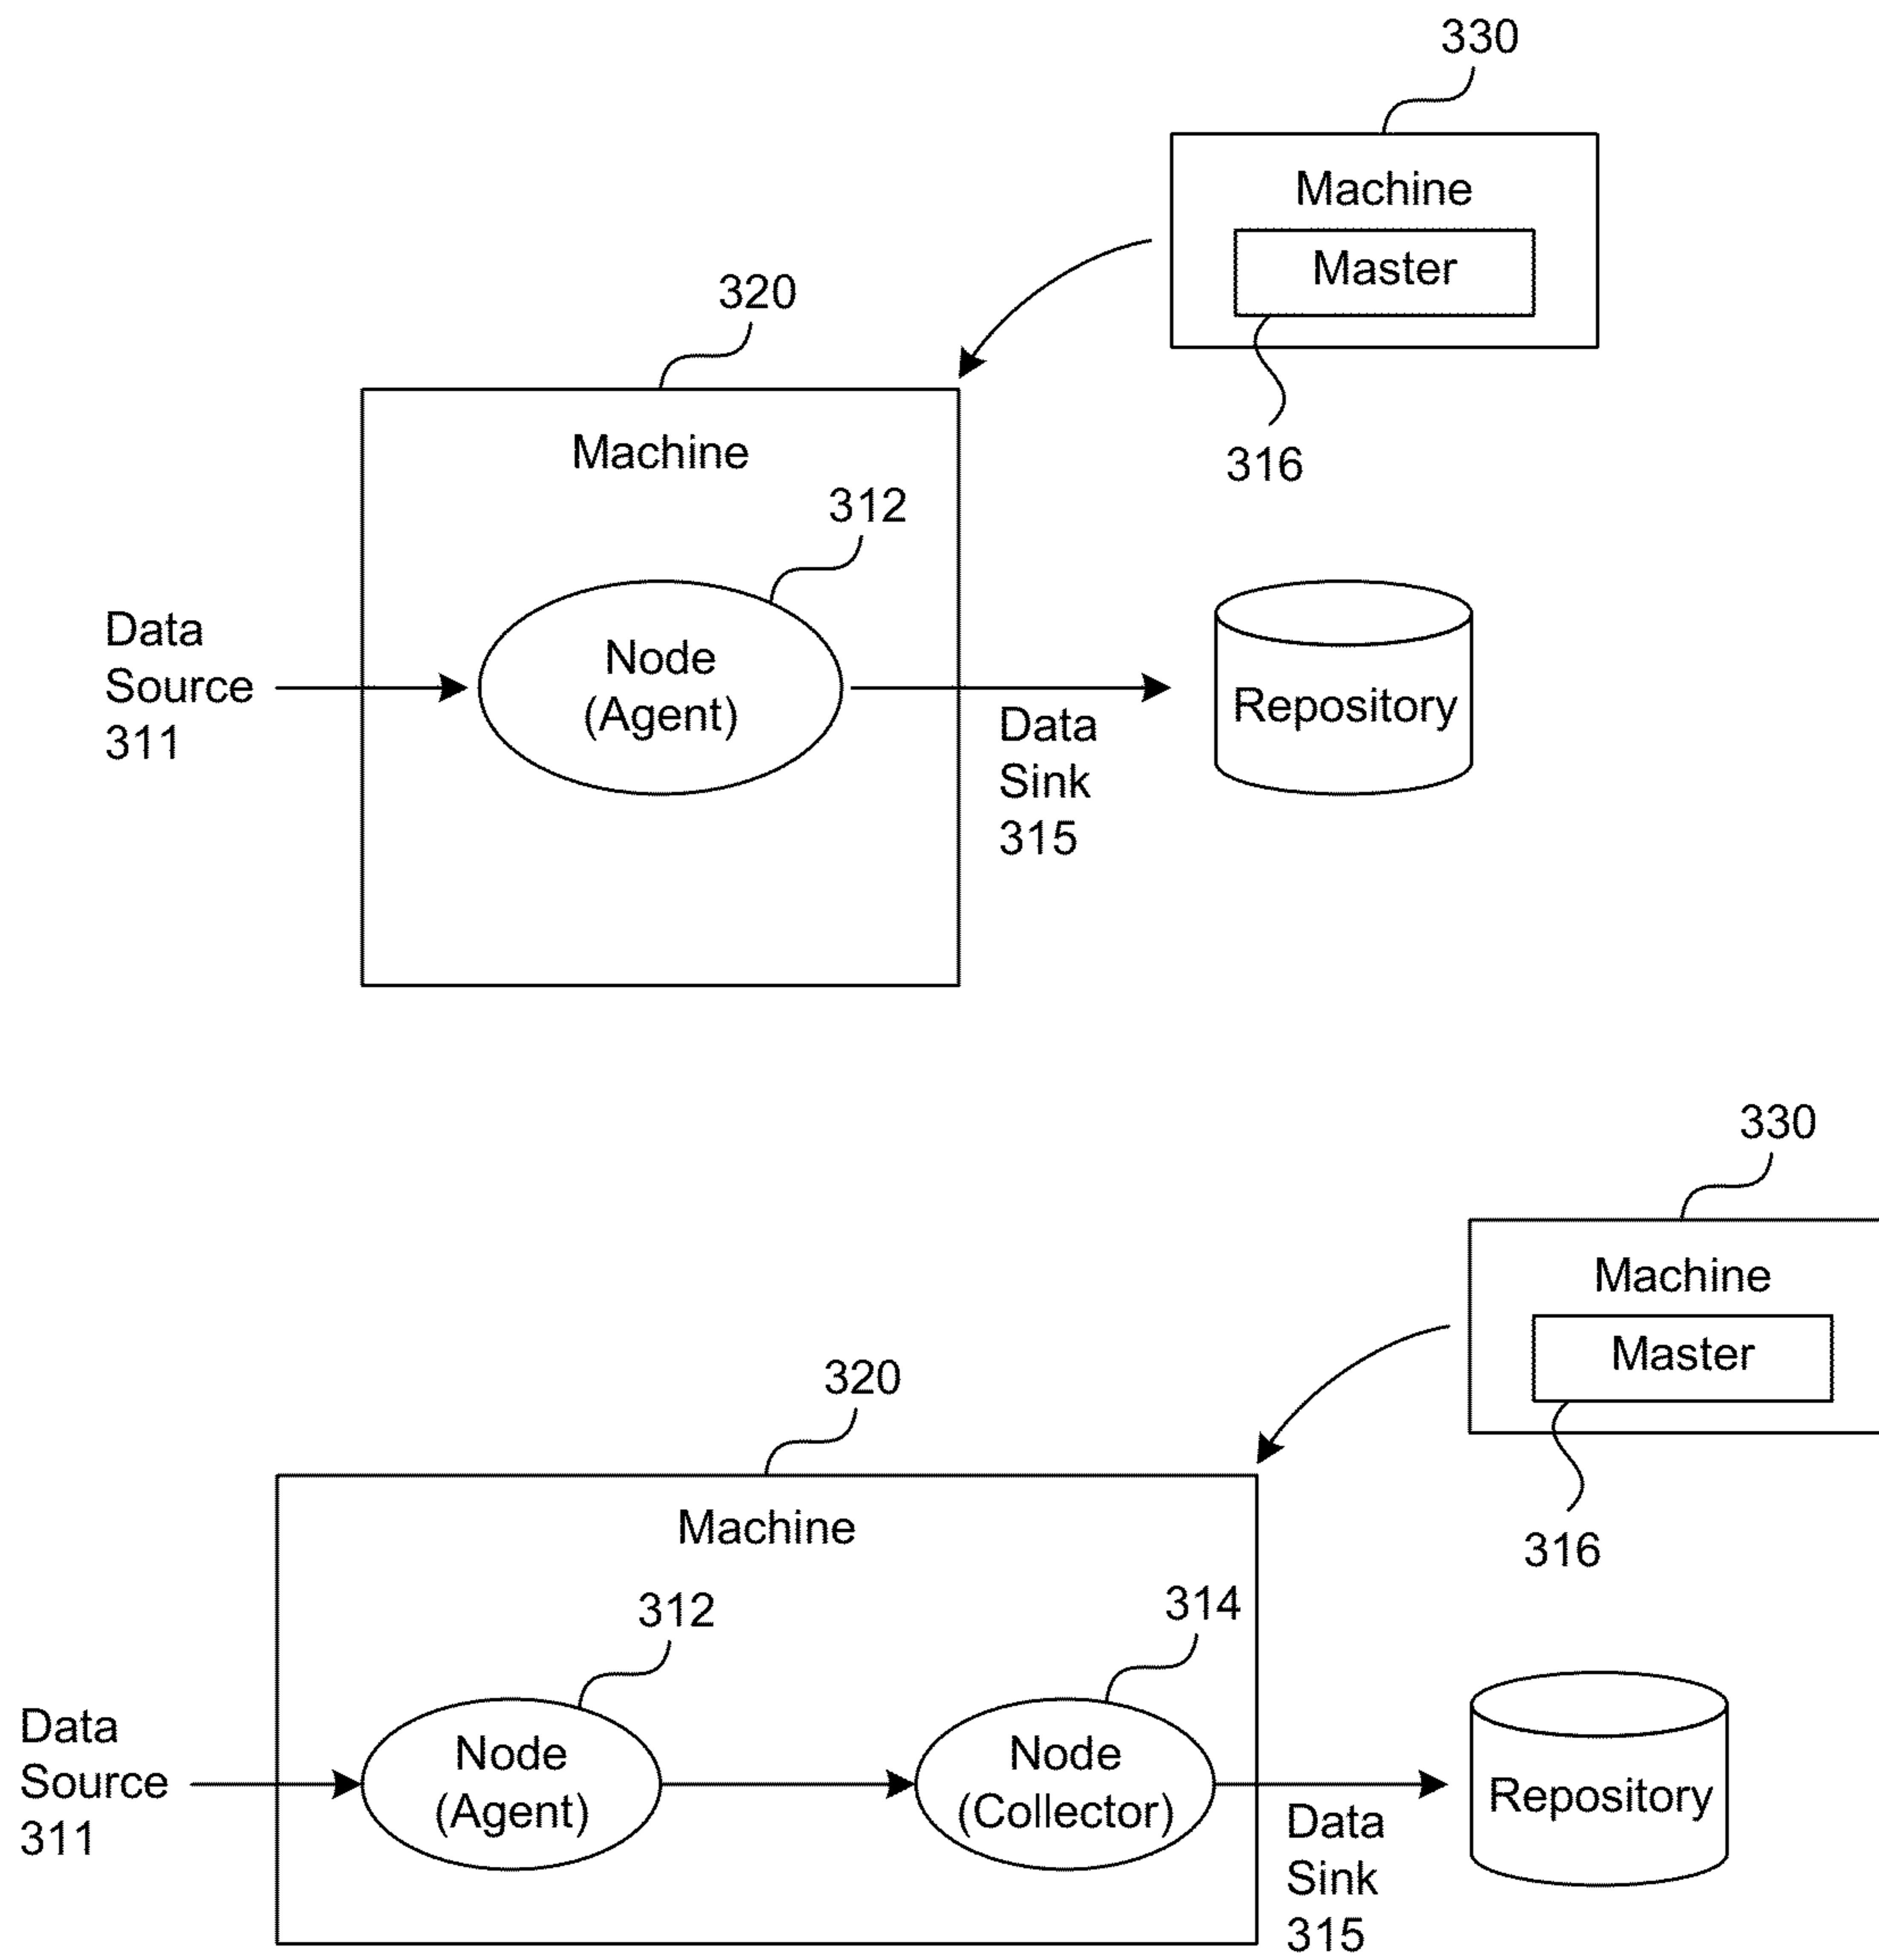 330
Machine
Master
316
320
Machine
312
Data
Source
311
Node
(Agent)
Data
Sink
315
Repository
330
Machine
Master
316
320
Machine
312
314
Data
Source
311
Node
(Agent)
Node
(Collector)
Data
Sink
315
Repository